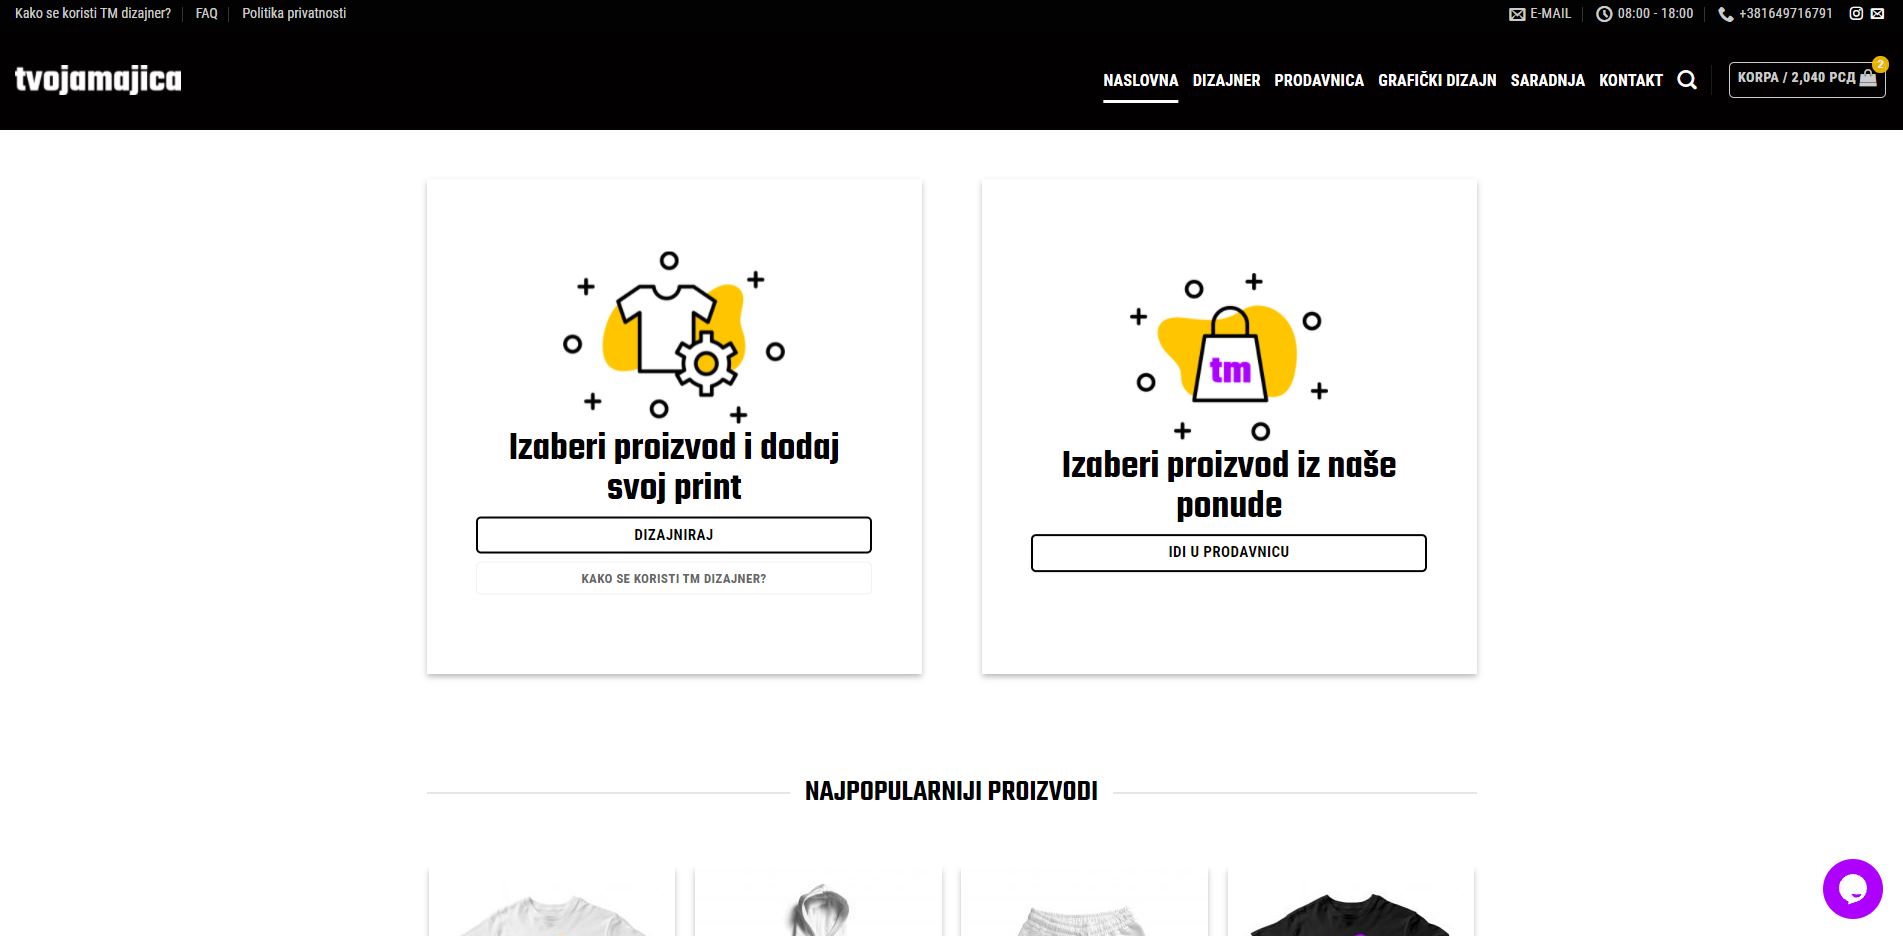 Kako se koristi TM dizajner?
FAQ
Politika privatnosti
E-MAIL
08:00 - 18:00
+381649716791
tvojamajica
NASLOVNA
DIZAJNER
PRODAVNICA
GRAFIČKI DIZAJN
SARADNJA
KONTAKT
KORPA / 2,040 РСД
2
Izaberi proizvod i dodaj
svoj print
DIZAJNIRAJ
KAKO SE KORISTI TM DIZAJNER?
tm
Izaberi proizvod iz naše
ponude
IDI U PRODAVNICU
NAJPOPULARNIJI PROIZVODI